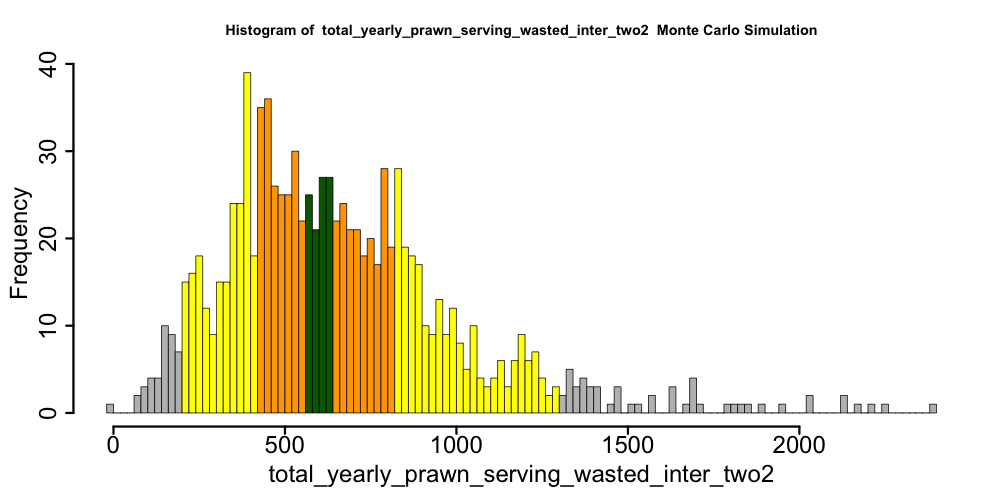 Histogram of  total_yearly_prawn_serving_wasted_inter_two2  Monte Carlo Simulation
40
30
20
10
0
Frequency
0 500 1000 1500 2000
total_yearly_prawn_serving_wasted_inter_two2